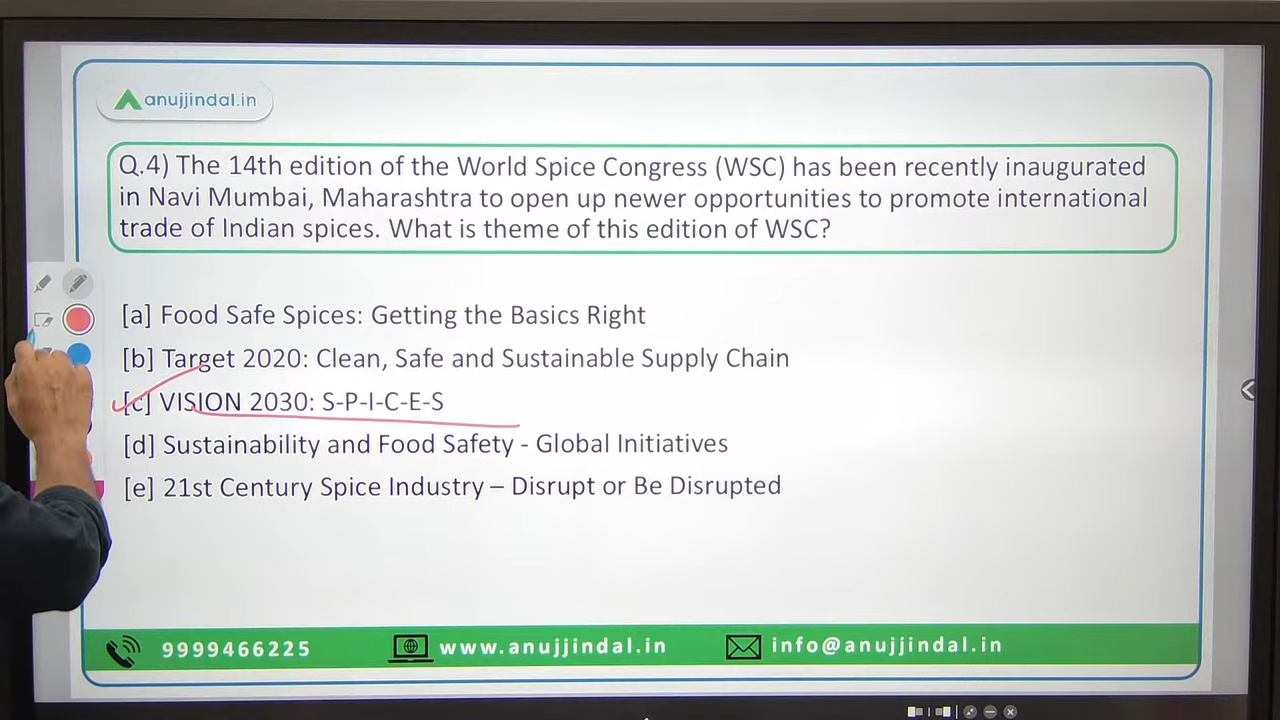 anujjindal.in
Q.4) The 14th edition of the World Spice Congress (WSC) has been recently inaugurated
in Navi Mumbai, Maharashtra to open up newer opportunities to promote international
trade of Indian spices. What is theme of this edition of WSC?
[a] Food Safe Spices: Getting the Basics Right
[b] Target 2020: Clean, Safe and Sustainable Supply Chain
[c] VISION 2030: S-P-I-C-E-S
[d] Sustainability and Food Safety - Global Initiatives
[e] 21st Century Spice Industry – Disrupt or Be Disrupted
9999466225 www.anujjindal.in info@anujjindal.in